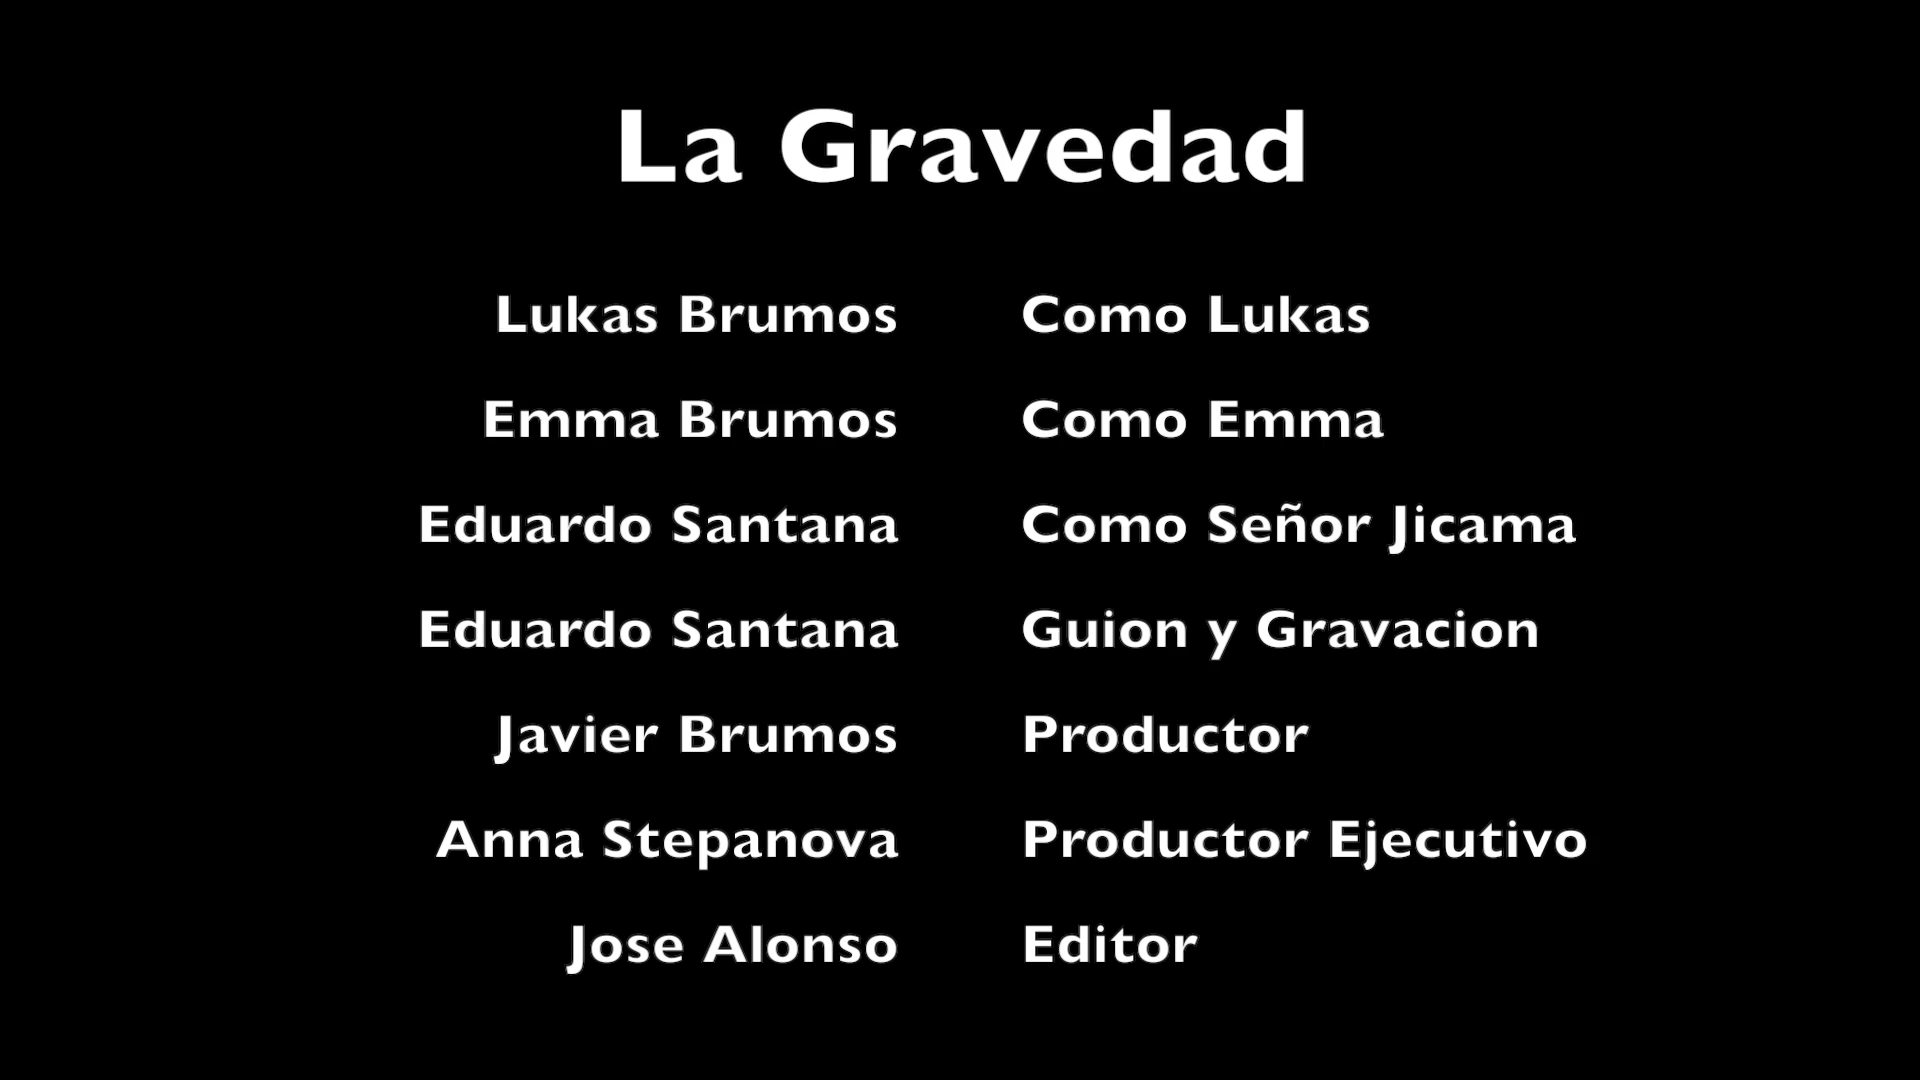 La Gravedad
Lukas Brumos Como Lukas
Emma Brumos Como Emma
Eduardo Santana Como Señor Jicama
Eduardo Santana Guion y Gravacion
Javier Brumos Productor
Anna Stepanova Productor Ejecutivo
Jose Alonso Editor